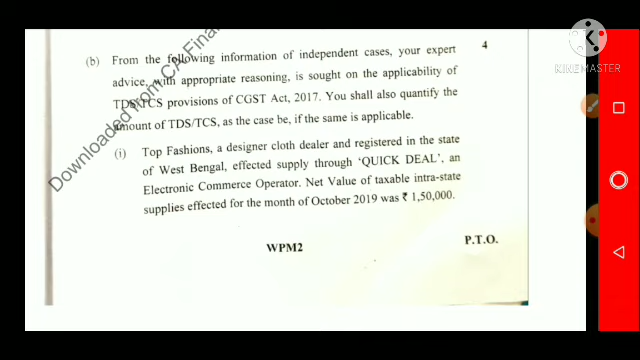 (b) From the following information of independent cases, your expert 4
advice, with appropriate reasoning, is sought on the applicability of
TDS/TCS provisions of CGST Act, 2017. You shall also quantify the
amount of TDS/TCS, as the case be, if the same is applicable.
(i) Top Fashions, a designer cloth dealer and registered in the state
of West Bengal, effected supply through 'QUICK DEAL', an
Electronic Commerce Operator. Net Value of taxable intra-state
supplies effected for the month of October 2019 was ₹ 1,50,000.
WPM2 P.T.O.
Downloaded from CA Final
KINEMASTER